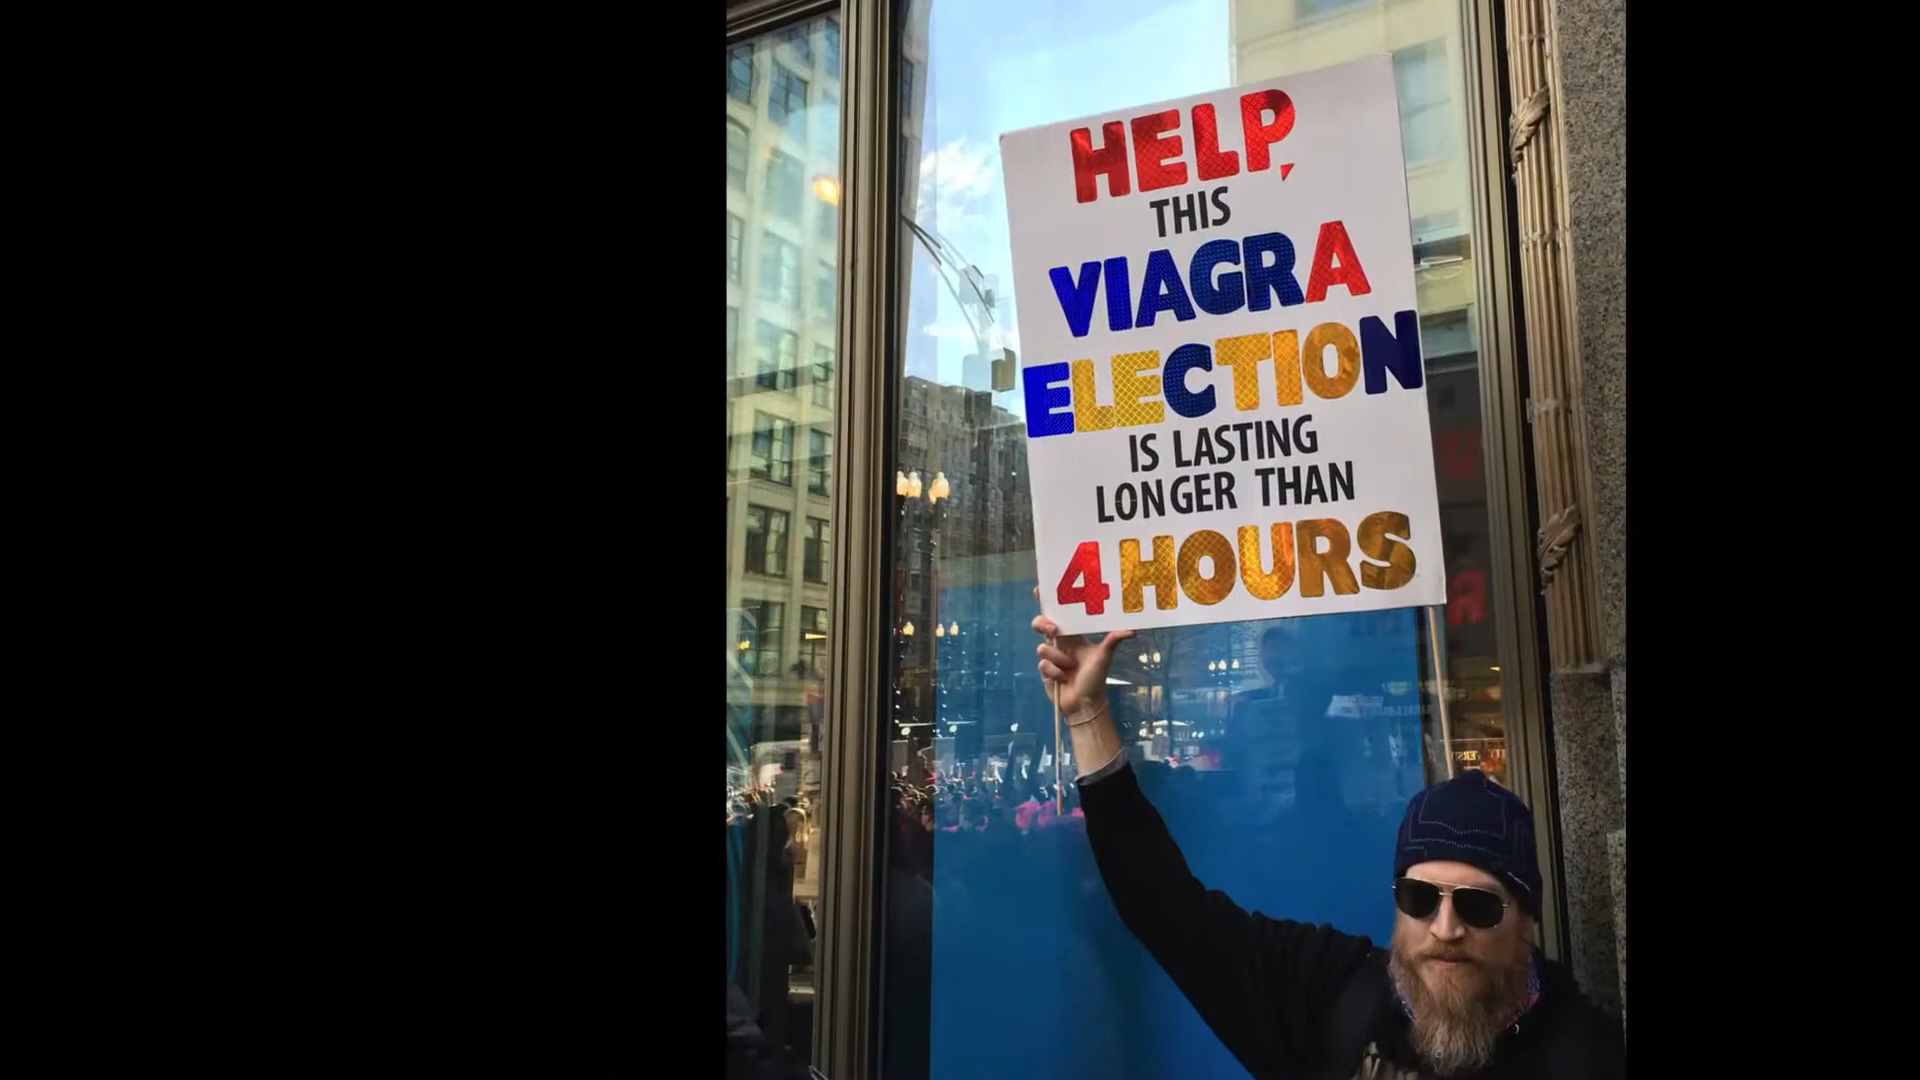 HELP,
THIS
VIAGRA
ELECTION
IS LASTING
LONGER THAN
4 HOURS